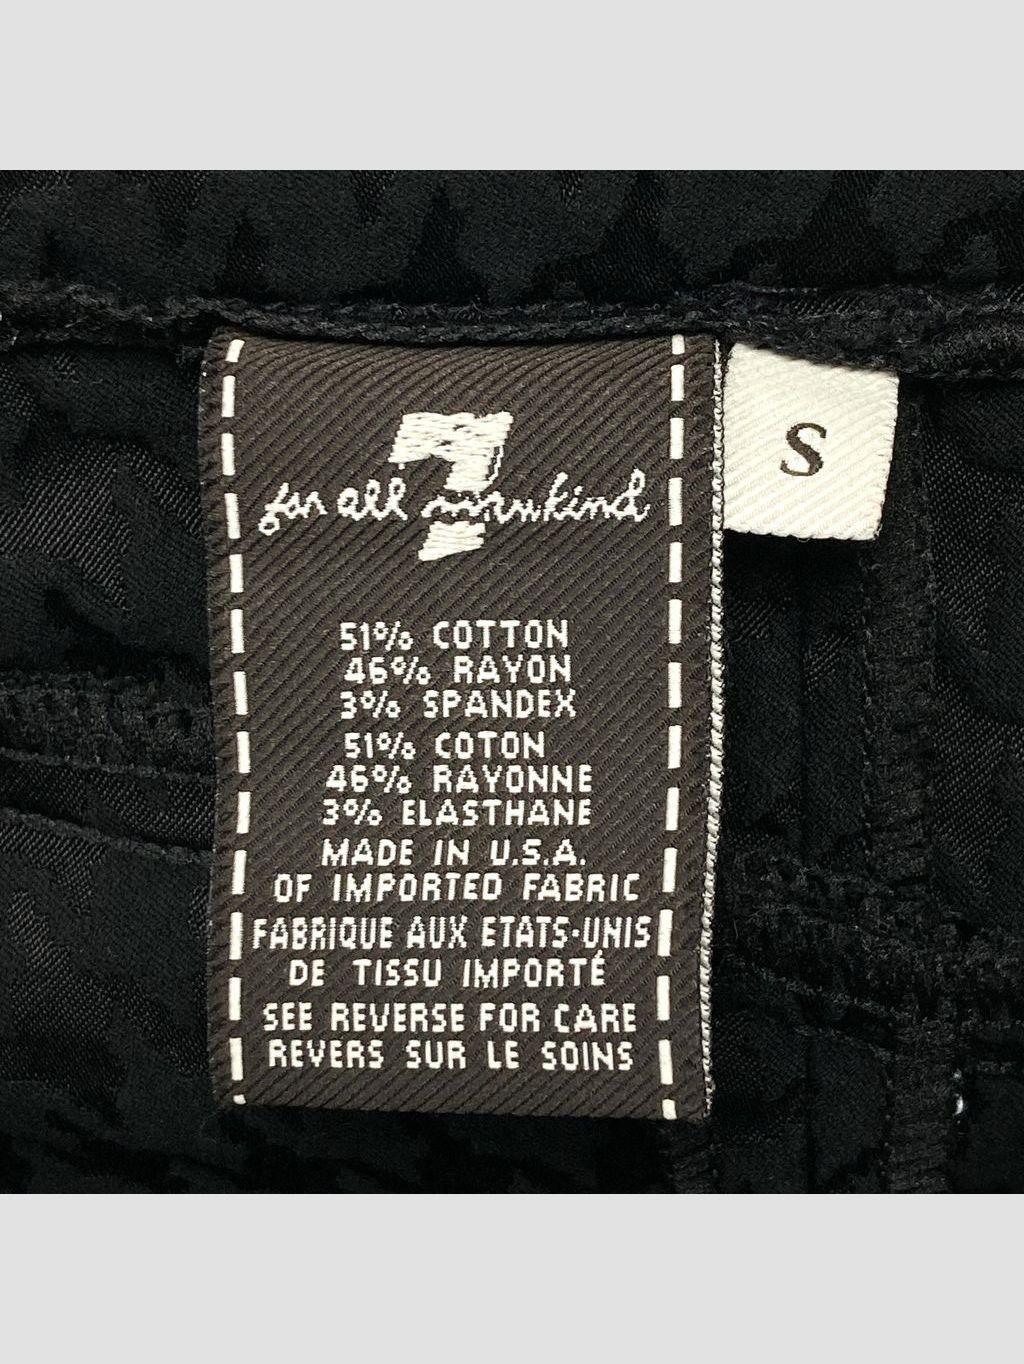 7
for all mankind
S
51% COTTON
46% RAYON
3% SPANDEX
51% COTON
46% RAYONNE
3% ELASTHANE
MADE IN U.S.A.
OF IMPORTED FABRIC
FABRIQUE AUX ETATS-UNIS
DE TISSU IMPORTÉ
SEE REVERSE FOR CARE
REVERS SUR LE SOINS